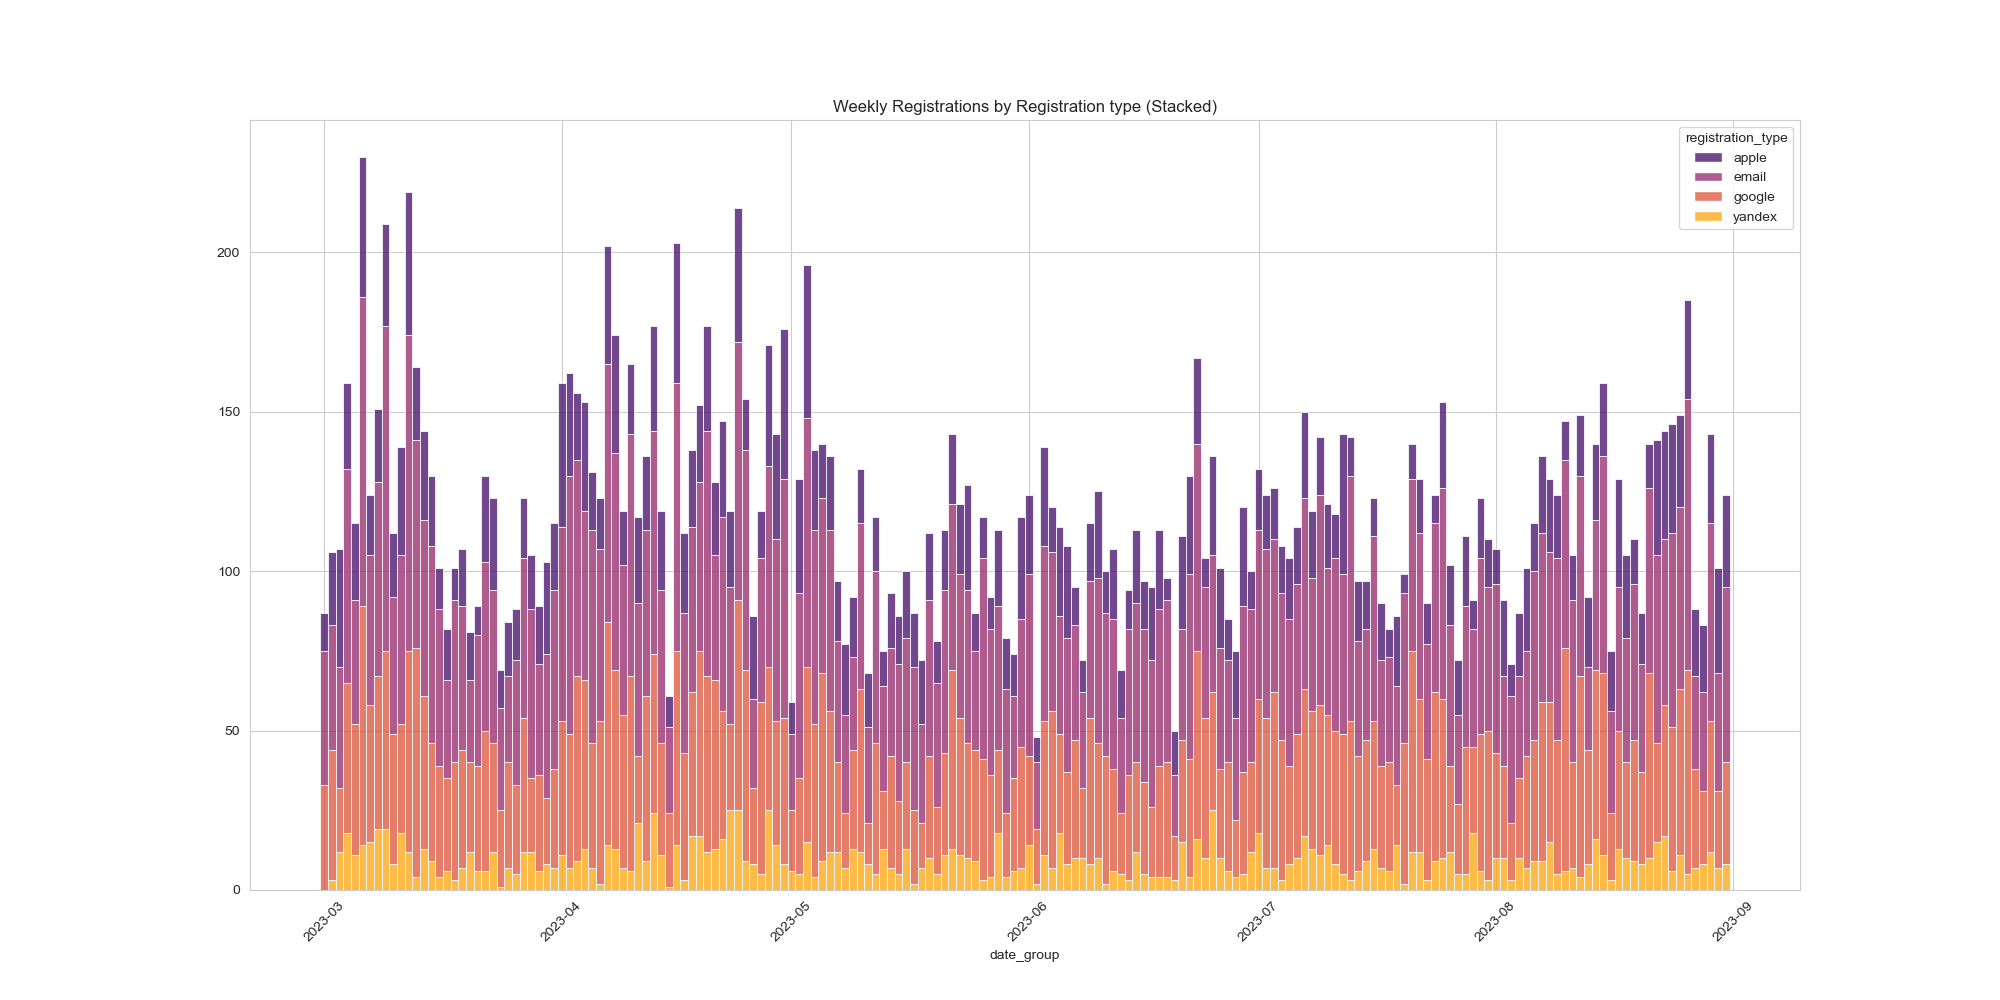 Weekly Registrations by Registration type (Stacked)
registration_type
apple
email
google
yandex
200
150
100
50
0
2023-03
2023-04
2023-05
2023-06
2023-07
2023-08
2023-09
date_group